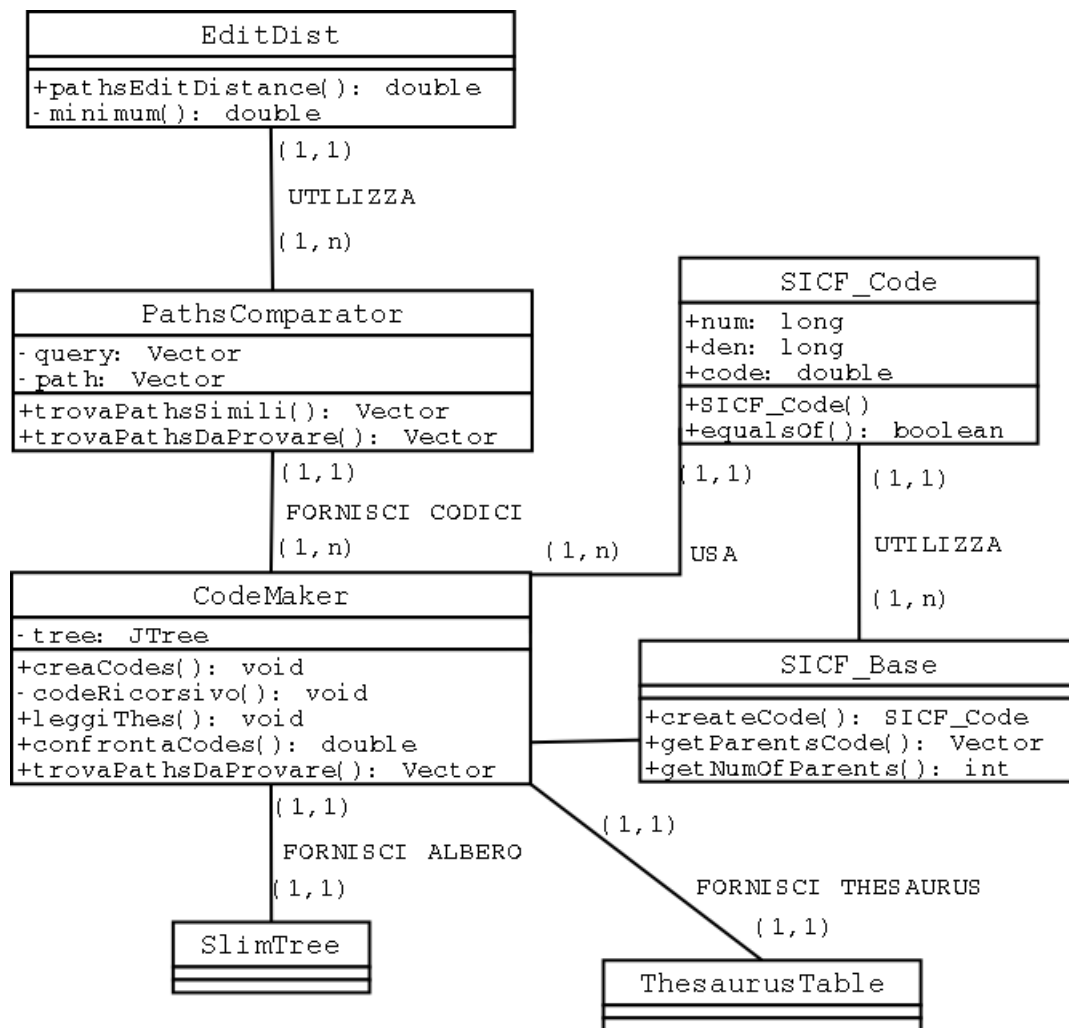 EditDist
+pathsEditDistance(): double
-minimum(): double
(1,1)
UTILIZZA
(1,n)
PathsComparator
-query: Vector
-path: Vector
+trovaPathsSimili(): Vector
+trovaPathsDaProvare(): Vector
(1,1)
FORNISCI CODICI
(1,n)
SICF_Code
+num: long
+den: long
+code: double
+SICF_Code()
+equalsOf(): boolean
(1,1)
USA
(1,n)
(1,1)
UTILIZZA
(1,n)
CodeMaker
-tree: JTree
+creaCodes(): void
-codeRicorsivo(): void
+leggiThes(): void
+confrontaCodes(): double
+trovaPathsDaProvare(): Vector
SICF_Base
+createCode(): SICF_Code
+getParentsCode(): Vector
+getNumOfParents(): int
(1,1)
FORNISCI ALBERO
(1,1)
SlimTree
(1,1)
FORNISCI THESAURUS
(1,1)
ThesaurusTable